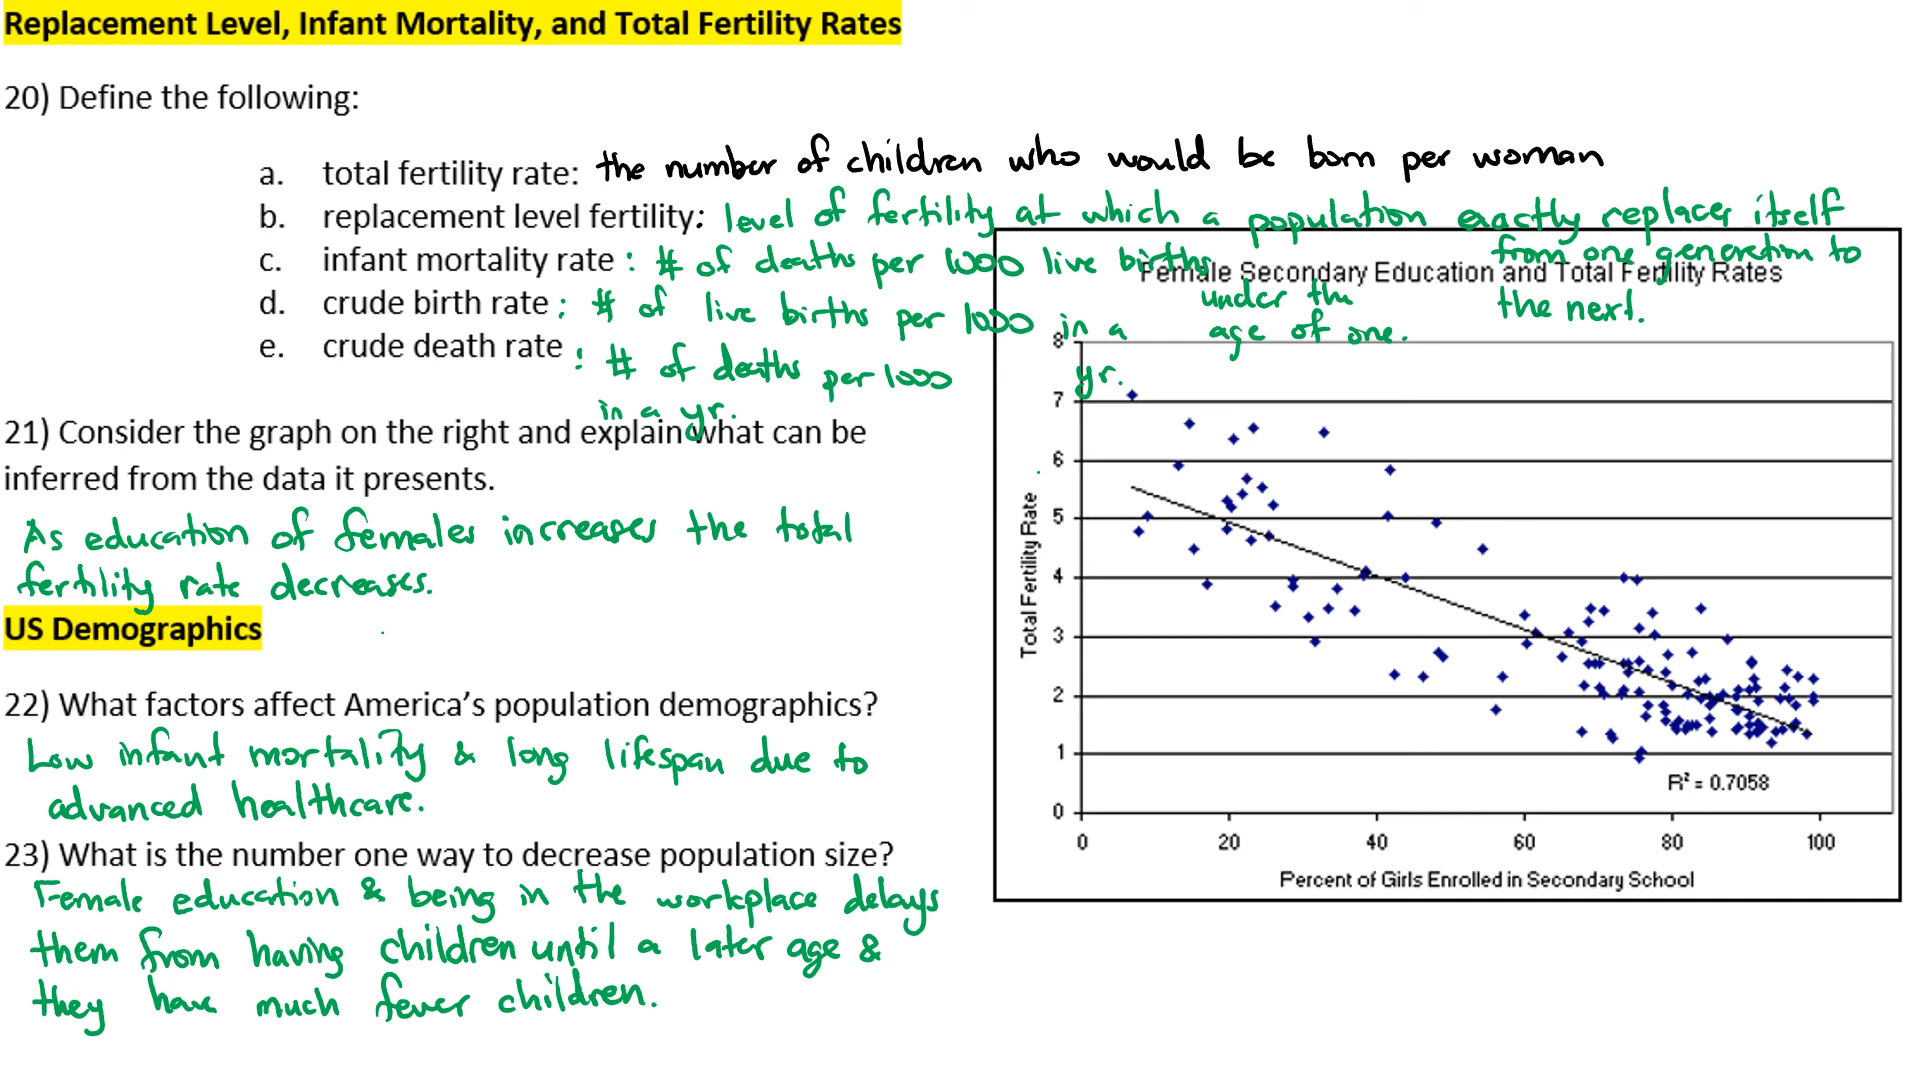 Replacement Level, Infant Mortality, and Total Fertility Rates
20) Define the following:
a. total fertility rate: the number of children who would be born per woman
b. replacement level fertility: level of fertility at which a population exactly replaces itself
from one generation to
the next.
c. infant mortality rate : # of deaths per 1000 live births
under the
age of one.
d. crude birth rate : # of live births per 1000 in a
yr.
e. crude death rate : # of deaths per 1000
in a yr.
21) Consider the graph on the right and explain what can be
inferred from the data it presents.
As education of females increases the total
fertility rate decreases.
US Demographics
22) What factors affect America's population demographics?
Low infant mortality & long lifespan due to
advanced healthcare.
23) What is the number one way to decrease population size?
Female education & being in the workplace delays
them from having children until a later age &
they have much fewer children.
Female Secondary Education and Total Fertility Rates
Total Fertility Rate
8
7
6
5
4
3
2
1
0
R² = 0.7058
0 20 40 60 80 100
Percent of Girls Enrolled in Secondary School